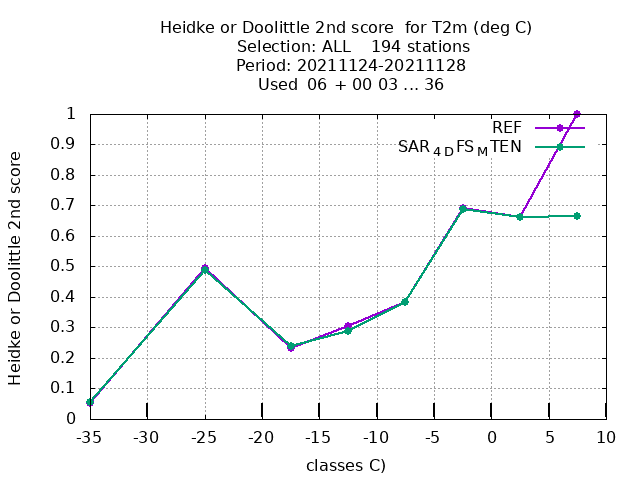 Heidke or Doolittle 2nd score for T2m (deg C)
Selection: ALL 194 stations
Period: 20211124-20211128
Used 06 + 00 03 ... 36
Heidke or Doolittle 2nd score
1
0.9
0.8
0.7
0.6
0.5
0.4
0.3
0.2
0.1
0
REF
SAR4DFSMTEN
-35 -30 -25 -20 -15 -10 -5 0 5 10
classes C)